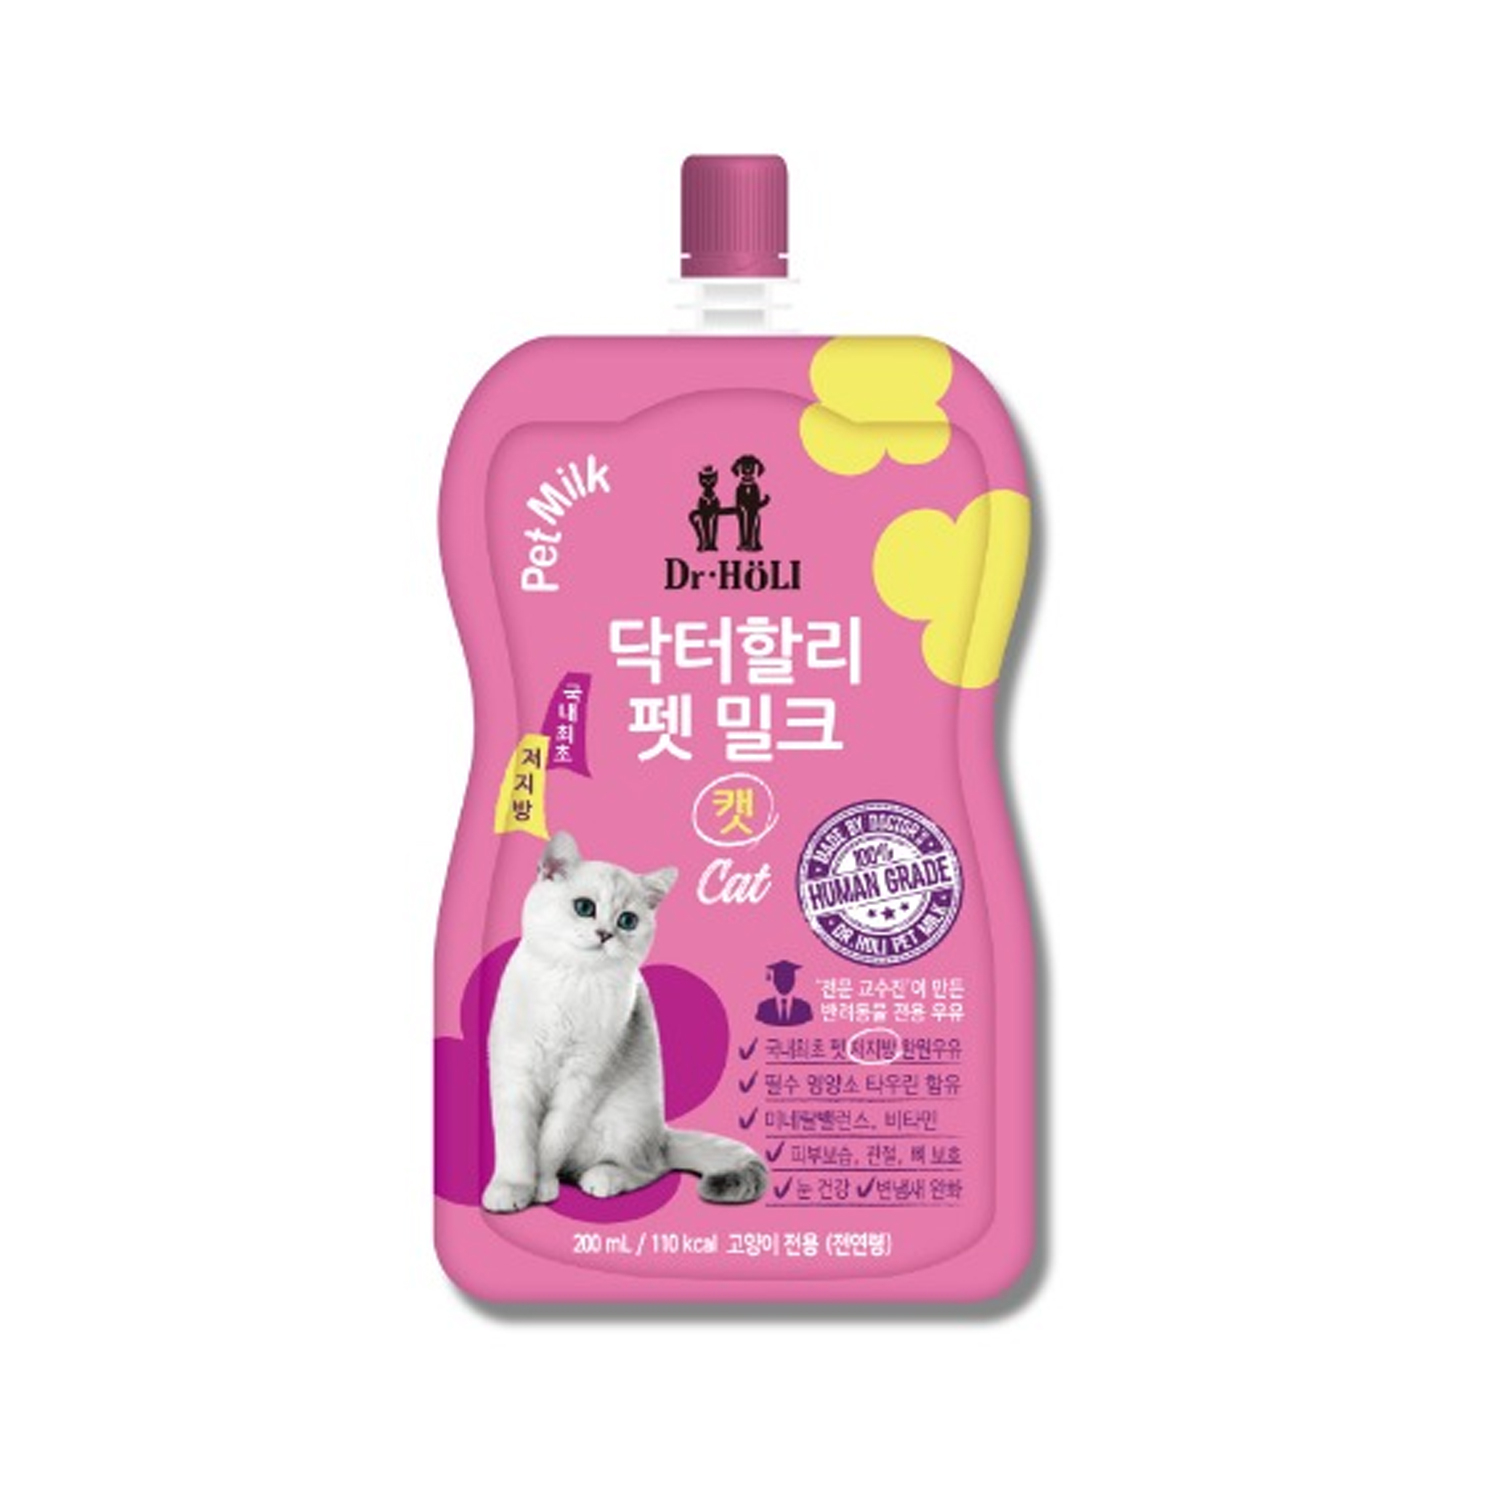 Pet Milk
Dr·HöLI
닥터할리
펫 밀크
국내최초
저지방
캣
Cat
MADE BY DOCTOR'S
100%
HUMAN GRADE
DR.HOLI PET MILK
'전문 교수진'이 만든
반려동물 전용 우유
국내최초 펫 저지방 완원우유
필수 영양소 타우린 함유
미네랄밸런스, 비타민
피부보습, 관절, 뼈 보호
눈 건강 변냄새 완화
200 mL / 110 kcal 고양이 전용 (전연령)